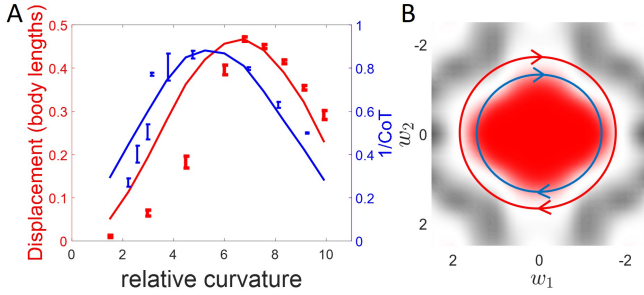 A
B
Displacement (body lengths)
0.5
0.4
0.3
0.2
0.1
0
0 2 4 6 8 10
relative curvature
1
0.8
0.6
0.4
0.2
0
1/CoT
w2
-2
0
2
2 0 -2
w1